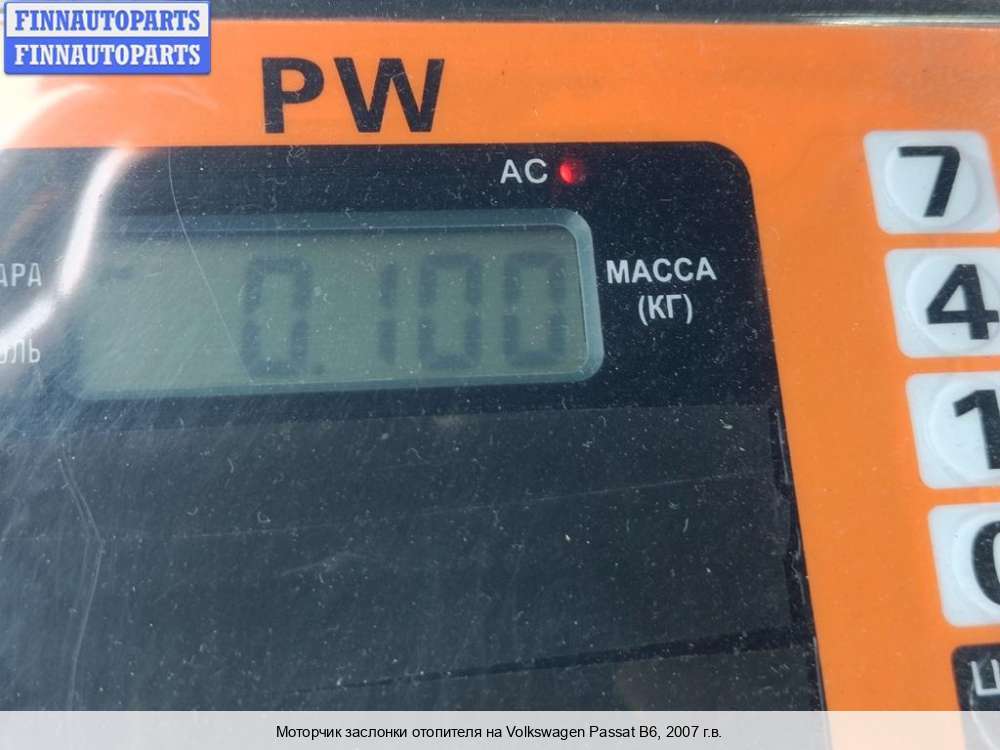 FINNAUTOPARTS
FINNAUTOPARTS
PW
AC
7
МАССА
(КГ)
4
0.100
1
0
Моторчик заслонки отопителя на Volkswagen Passat B6, 2007 г.в.